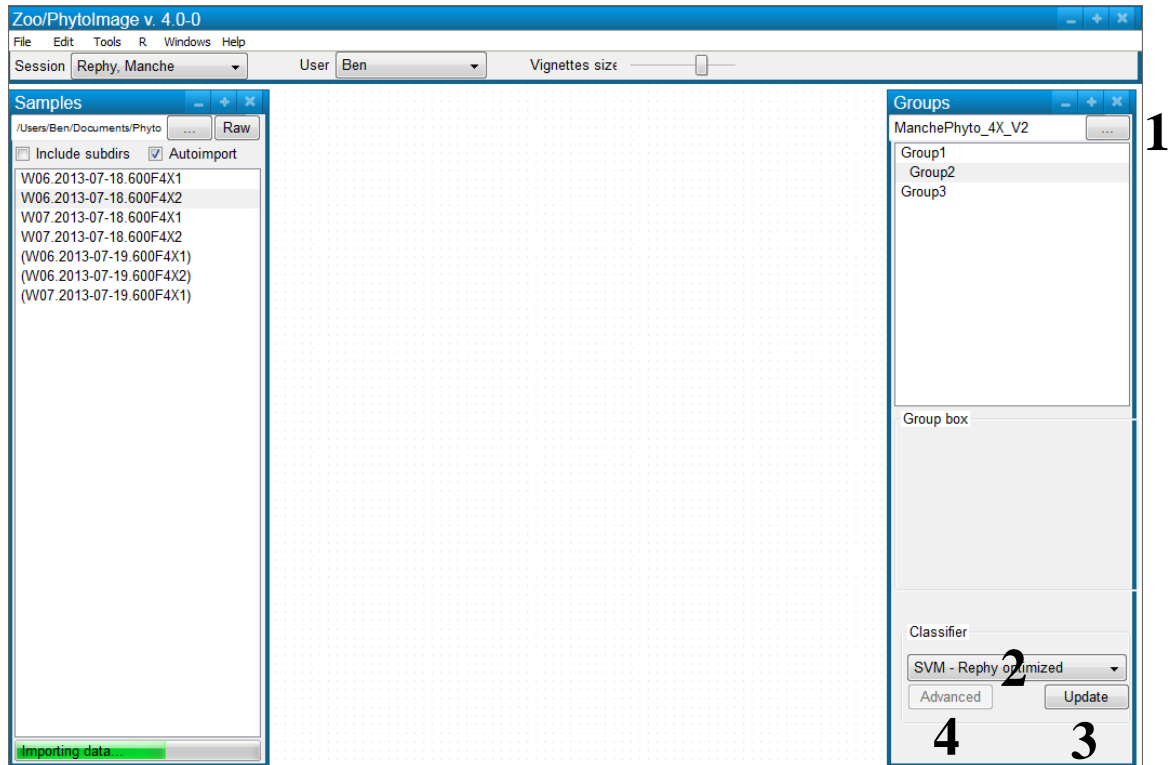 Zoo/PhytoImage v. 4.0-0
File Edit Tools R Windows Help
Session Rephy, Manche User Ben Vignettes size
Samples
/Users/Ben/Documents/Phyto ... Raw
Include subdirs Autoimport
W06.2013-07-18.600F4X1
W06.2013-07-18.600F4X2
W07.2013-07-18.600F4X1
W07.2013-07-18.600F4X2
(W06.2013-07-19.600F4X1)
(W06.2013-07-19.600F4X2)
(W07.2013-07-19.600F4X1)
Importing data...
Groups
ManchePhyto_4X_V2 ... 1
Group1
Group2
Group3
Group box
Classifier
SVM - Rephy optimized
2
Advanced Update
4 3